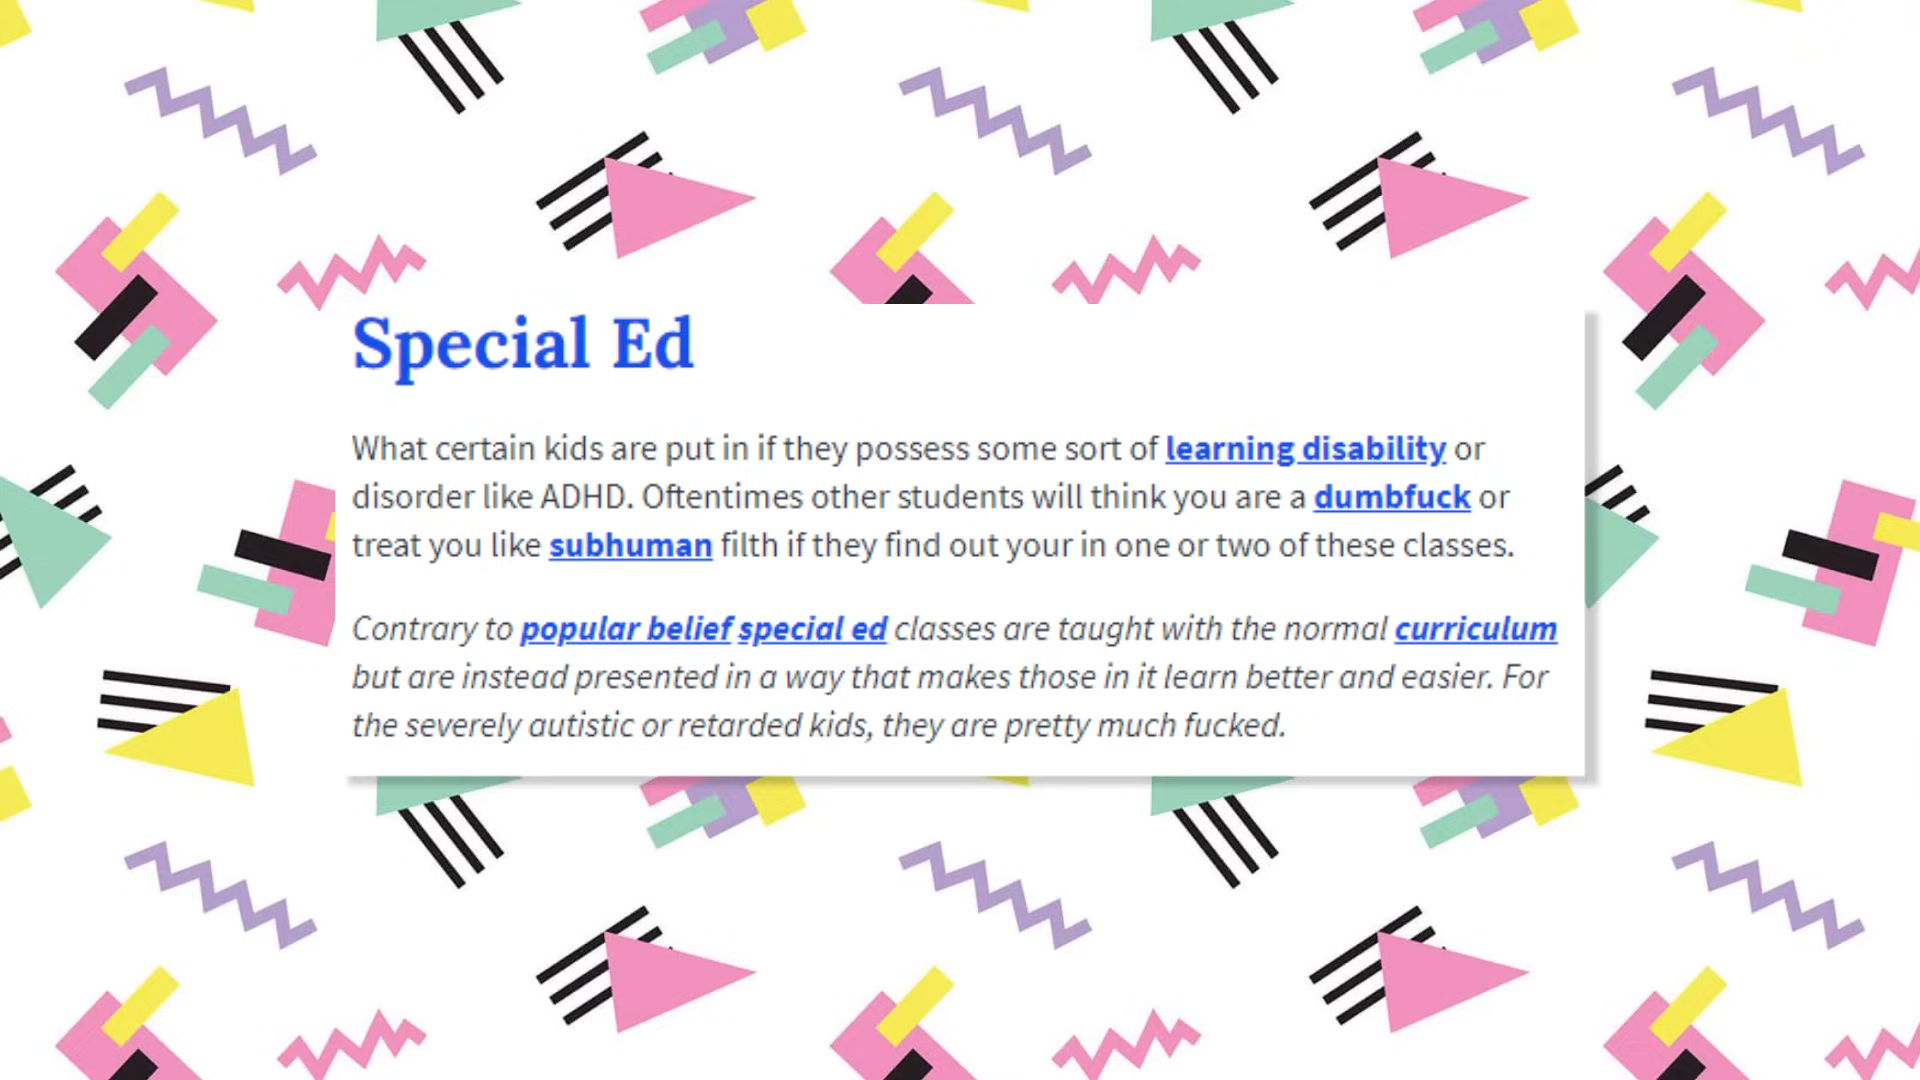 Special Ed
What certain kids are put in if they possess some sort of learning disability or
disorder like ADHD. Oftentimes other students will think you are a dumbfuck or
treat you like subhuman filth if they find out your in one or two of these classes.
Contrary to popular belief special ed classes are taught with the normal curriculum
but are instead presented in a way that makes those in it learn better and easier. For
the severely autistic or retarded kids, they are pretty much fucked.